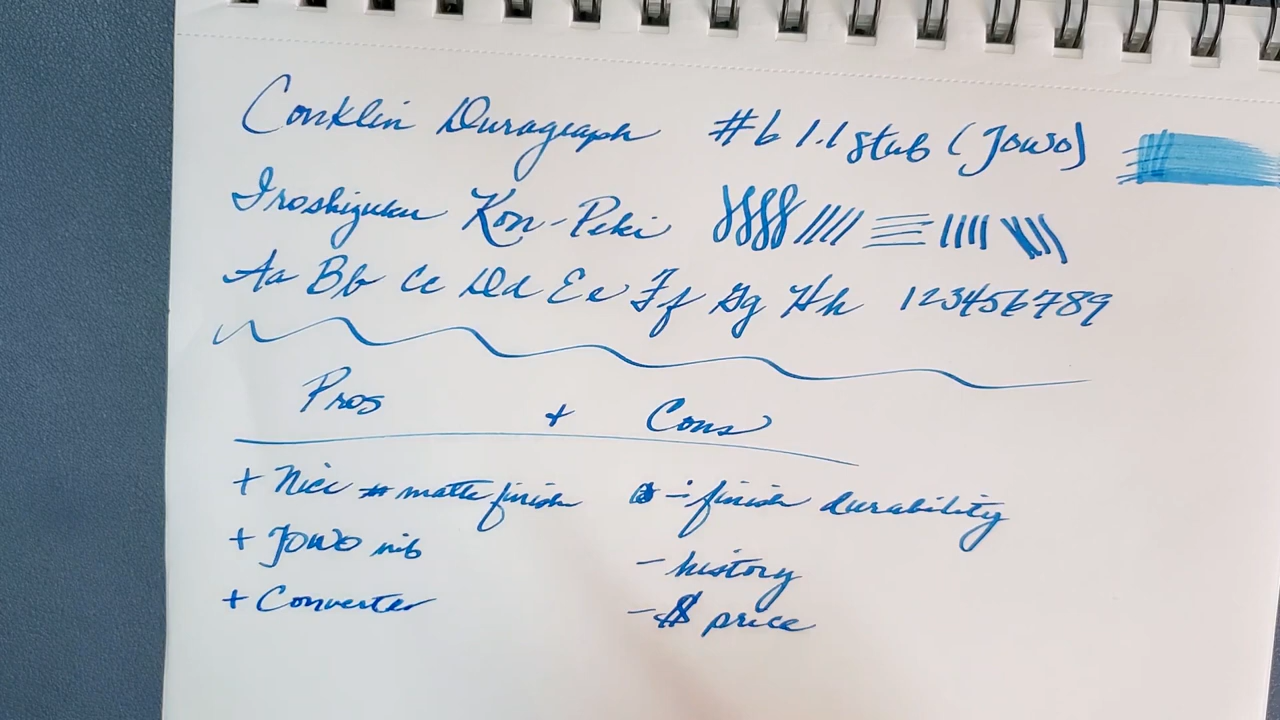 Conklin Duragraph #6 1.1 Stub (Jowo)
Iroshizuku Kon-Peki
Aa Bb Cc Dd Ee Ff Gg Hh 123456789
Pros + Cons
+ Nice matte finish - finish durability
+ Jowo nib - history
+ Converter - $ price